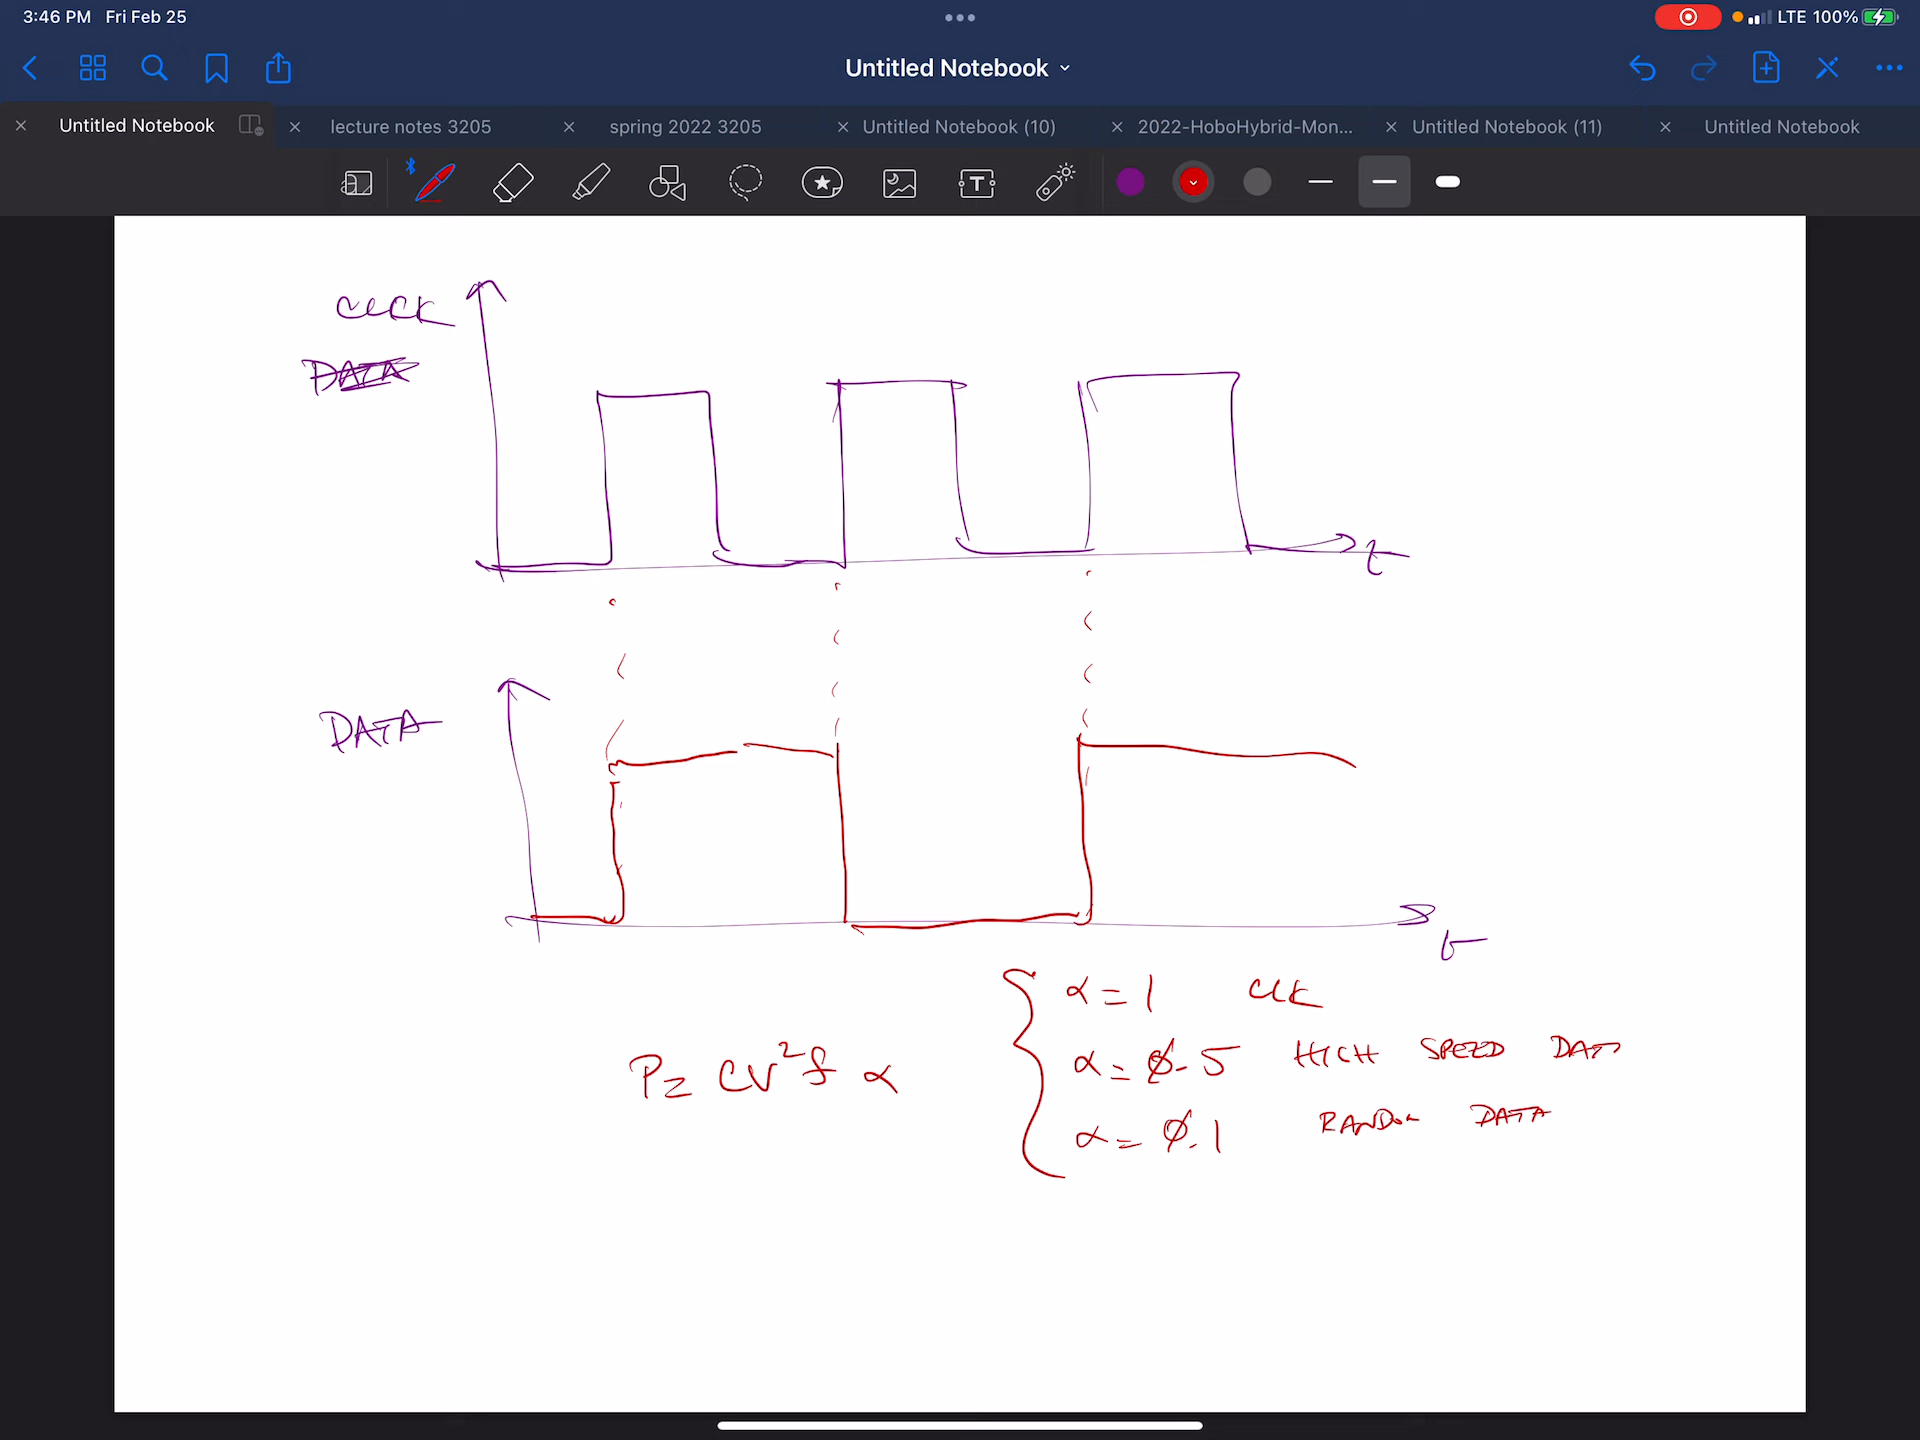 3:46 PM Fri Feb 25
LTE 100%
Untitled Notebook
Untitled Notebook
lecture notes 3205
spring 2022 3205
Untitled Notebook (10)
2022-HoboHybrid-Mon...
Untitled Notebook (11)
Untitled Notebook
T
DATA
t
DATA
t
α = 1 CLK
α = 0.5 HIGH SPEED DATA
P = CV²f α
α = 0.1 RANDOM DATA